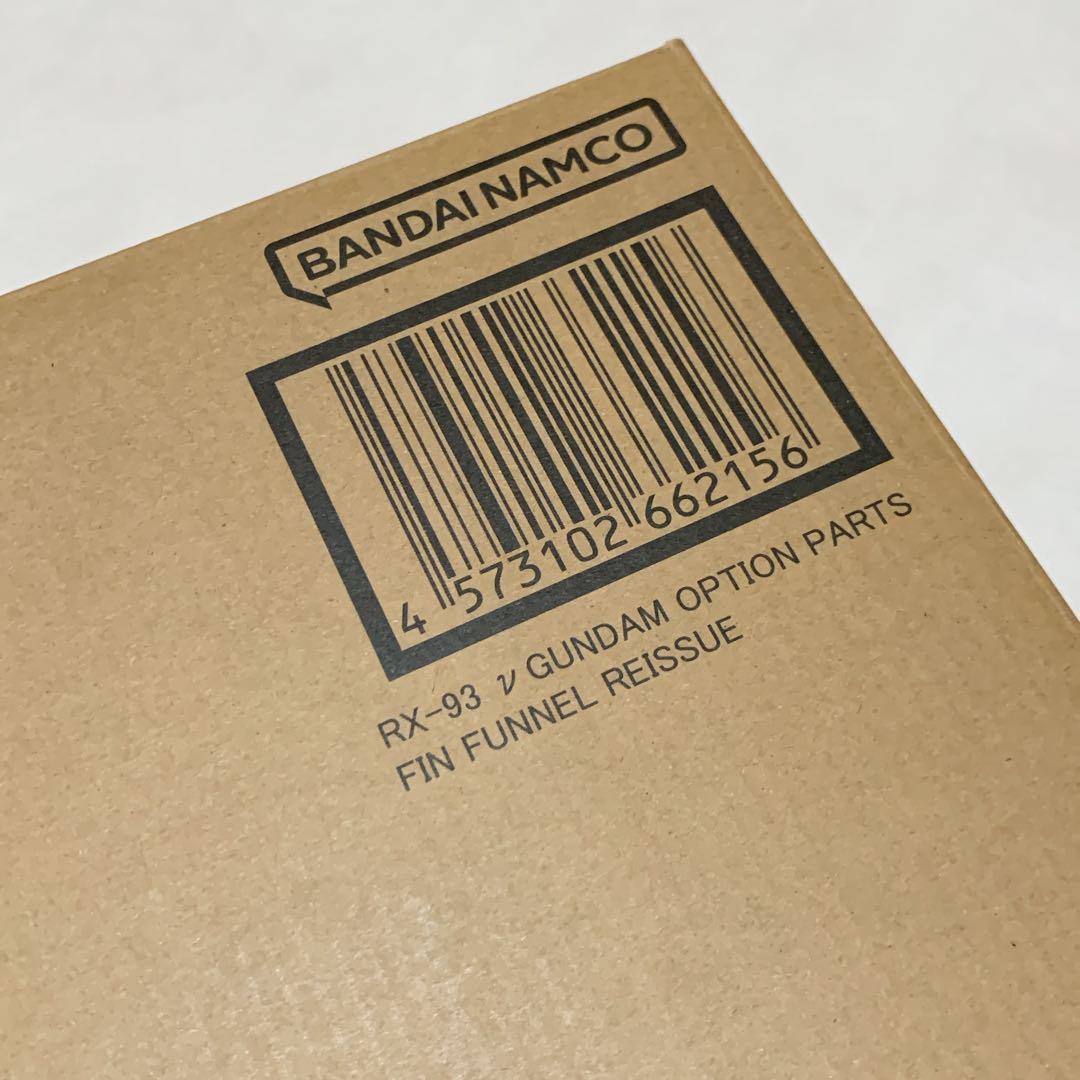 BANDAI NAMCO
4 573102 662156
RX-93 ν GUNDAM OPTION PARTS
FIN FUNNEL REISSUE